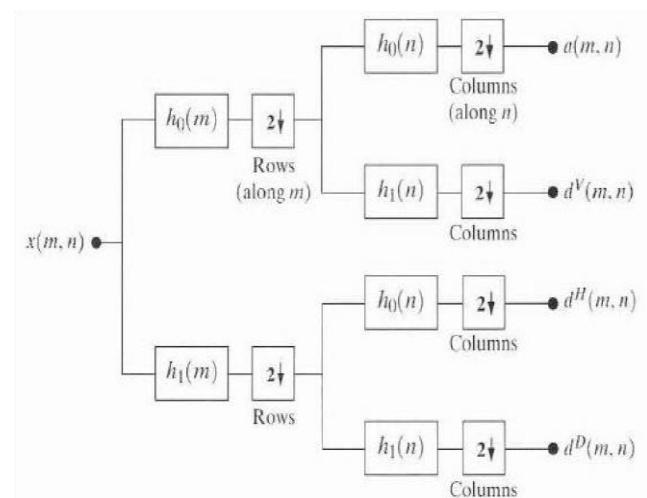 h₀(n) 2↓ a(m, n)
Columns
(along n)
h₀(m) 2↓
Rows
(along m)
h₁(n) 2↓ dⱽ(m, n)
Columns
x(m, n)
h₀(n) 2↓ dᴴ(m, n)
Columns
h₁(m) 2↓
Rows
h₁(n) 2↓ dᴰ(m, n)
Columns